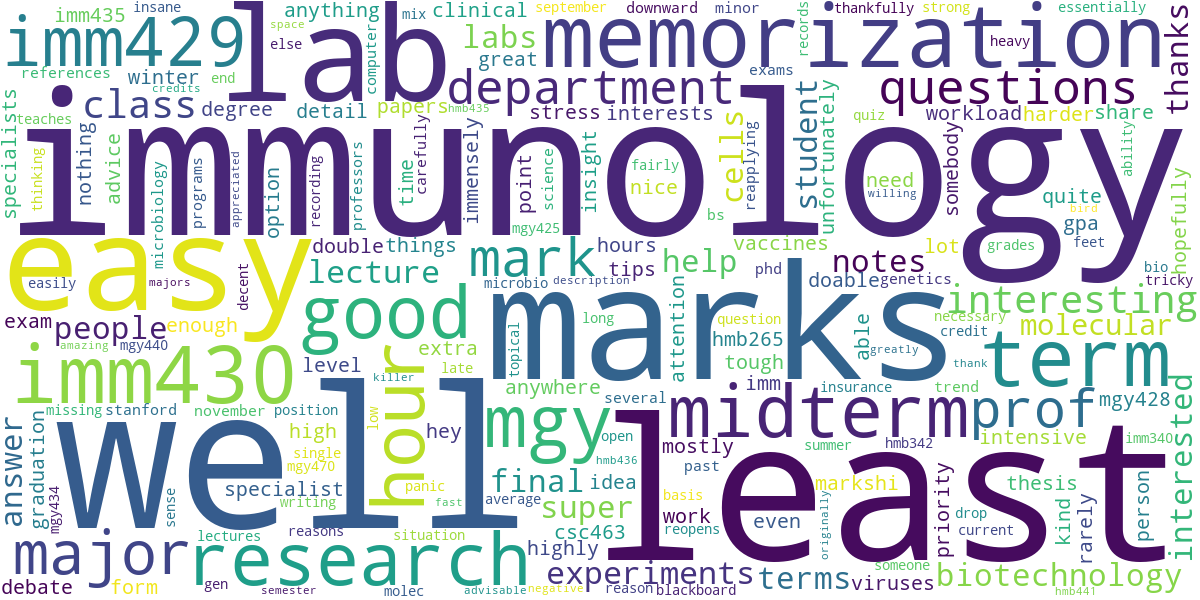 imm435 insane anything clinical mix september downward minor thankfully strong essentially
imm429 space else lab computer labs great memorization records heavy thanks
references winter end credits department exams questions
specialists teaches class degree detail papers hmb435 stress interests cells student quiz workload harder share
immunology
thinking nothing advice microbiology programs option appreciated recording professors time carefully immensely point science insight fairly nice reapplying unfortunately need willing somebody quite ability hopefully
mgy425 bs lot gpa bird feet grades
easy double things mark hours vaccines notes bio tricky
easily majors decent lecture microbio tips help phd description doable genetics
exam people enough good marks interesting
mgy440 topical long question attention hmb265 able necessary credit molecular
amazing imm430 level extra tough greatly thank term
killer late anywhere several imm insurance trend mgy428
missing stanford november position low hour hey mgy open midterm prof hmb342 summer
answer graduation well high single mgy470 panic hmb436 mostly past least intensive imm340 interested
mgy434 sense specialist writing fast average final idea basis markshi thesis
lectures reasons situation super csc463 work reopens even originally priority drop current kind rarely person
major research highly someone
debate form gen semester molec advisable negative experiments reason blackboard terms viruses biotechnology hmb441